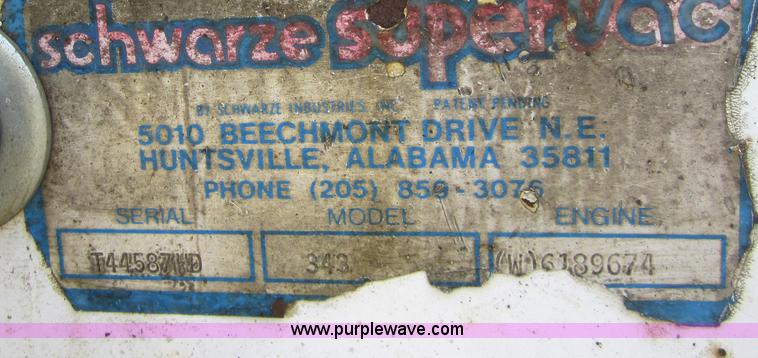 schwarze supervac
BY SCHWARZE INDUSTRIES, INC. PATENT PENDING
5010 BEECHMONT DRIVE N.E.
HUNTSVILLE, ALABAMA 35811
PHONE (205) 859-3076
SERIAL MODEL ENGINE
343 (W)6189674
www.purplewave.com